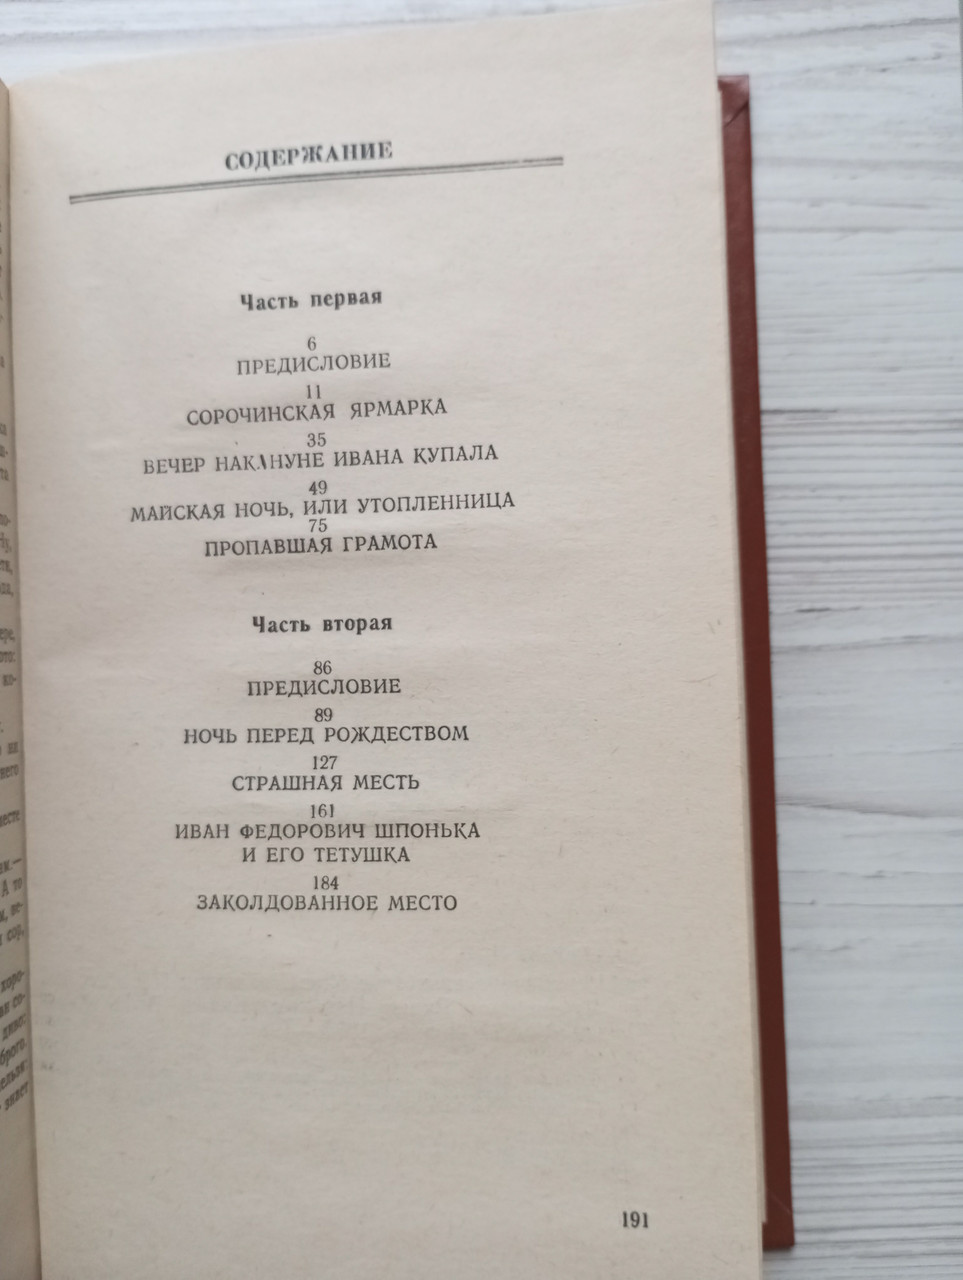 СОДЕРЖАНИЕ
Часть первая
6
ПРЕДИСЛОВИЕ
11
СОРОЧИНСКАЯ ЯРМАРКА
35
ВЕЧЕР НАКАНУНЕ ИВАНА КУПАЛА
49
МАЙСКАЯ НОЧЬ, ИЛИ УТОПЛЕННИЦА
75
ПРОПАВШАЯ ГРАМОТА
Часть вторая
86
ПРЕДИСЛОВИЕ
89
НОЧЬ ПЕРЕД РОЖДЕСТВОМ
127
СТРАШНАЯ МЕСТЬ
161
ИВАН ФЕДОРОВИЧ ШПОНЬКА
И ЕГО ТЕТУШКА
184
ЗАКОЛДОВАННОЕ МЕСТО
191